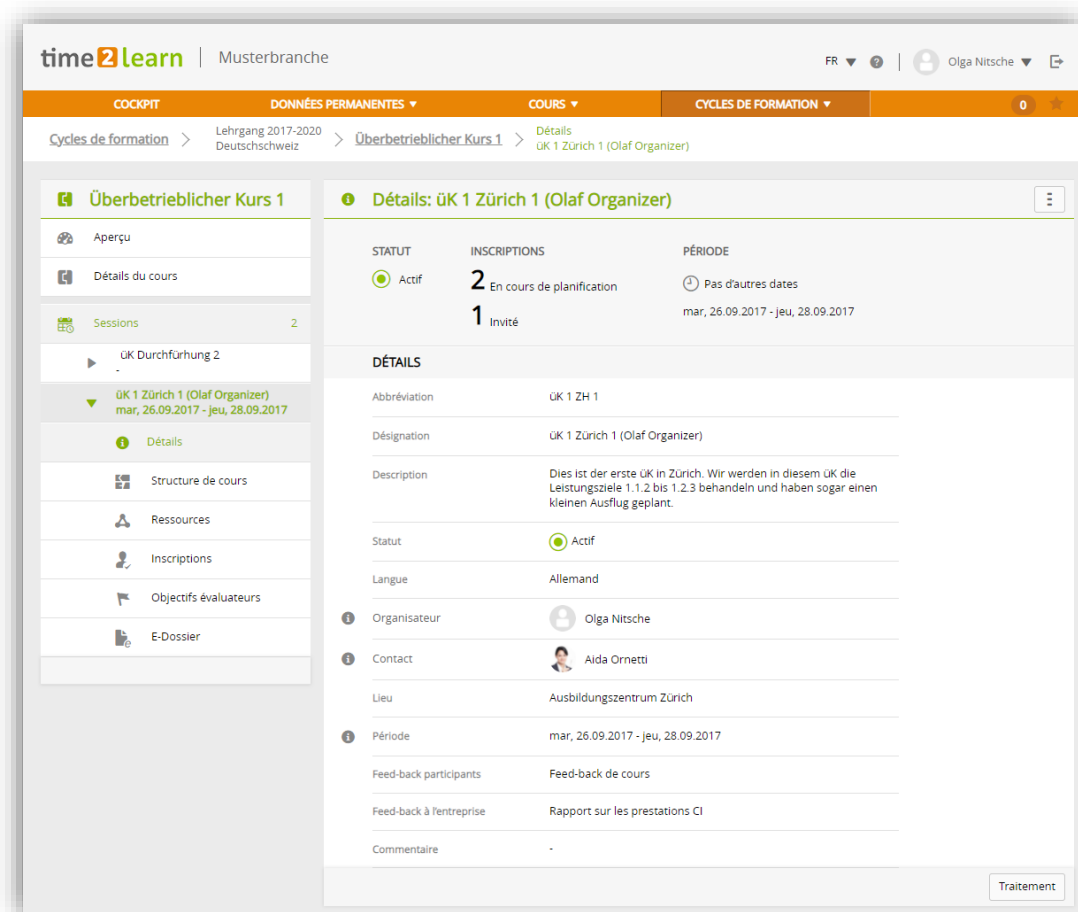 time2learn Musterbranche
FR Olga Nitsche
COCKPIT DONNÉES PERMANENTES COURS CYCLES DE FORMATION 0
Cycles de formation > Lehrgang 2017-2020 > Überbetrieblicher Kurs 1 > Détails
Deutschschweiz üK 1 Zürich 1 (Olaf Organizer)
Überbetrieblicher Kurs 1
Aperçu
Détails du cours
Sessions 2
üK Durchfürhung 2
-
üK 1 Zürich 1 (Olaf Organizer)
mar, 26.09.2017 - jeu, 28.09.2017
Détails
Structure de cours
Ressources
Inscriptions
Objectifs évaluateurs
E-Dossier
Détails: üK 1 Zürich 1 (Olaf Organizer)
STATUT INSCRIPTIONS PÉRIODE
Actif 2 En cours de planification Pas d'autres dates
1 Invité mar, 26.09.2017 - jeu, 28.09.2017
DÉTAILS
Abbréviation üK 1 ZH 1
Désignation üK 1 Zürich 1 (Olaf Organizer)
Description Dies ist der erste üK in Zürich. Wir werden in diesem üK die
Leistungsziele 1.1.2 bis 1.2.3 behandeln und haben sogar einen
kleinen Ausflug geplant.
Statut Actif
Langue Allemand
Organisateur Olga Nitsche
Contact Aida Ornetti
Lieu Ausbildungszentrum Zürich
Période mar, 26.09.2017 - jeu, 28.09.2017
Feed-back participants Feed-back de cours
Feed-back à l'entreprise Rapport sur les prestations CI
Commentaire -
Traitement